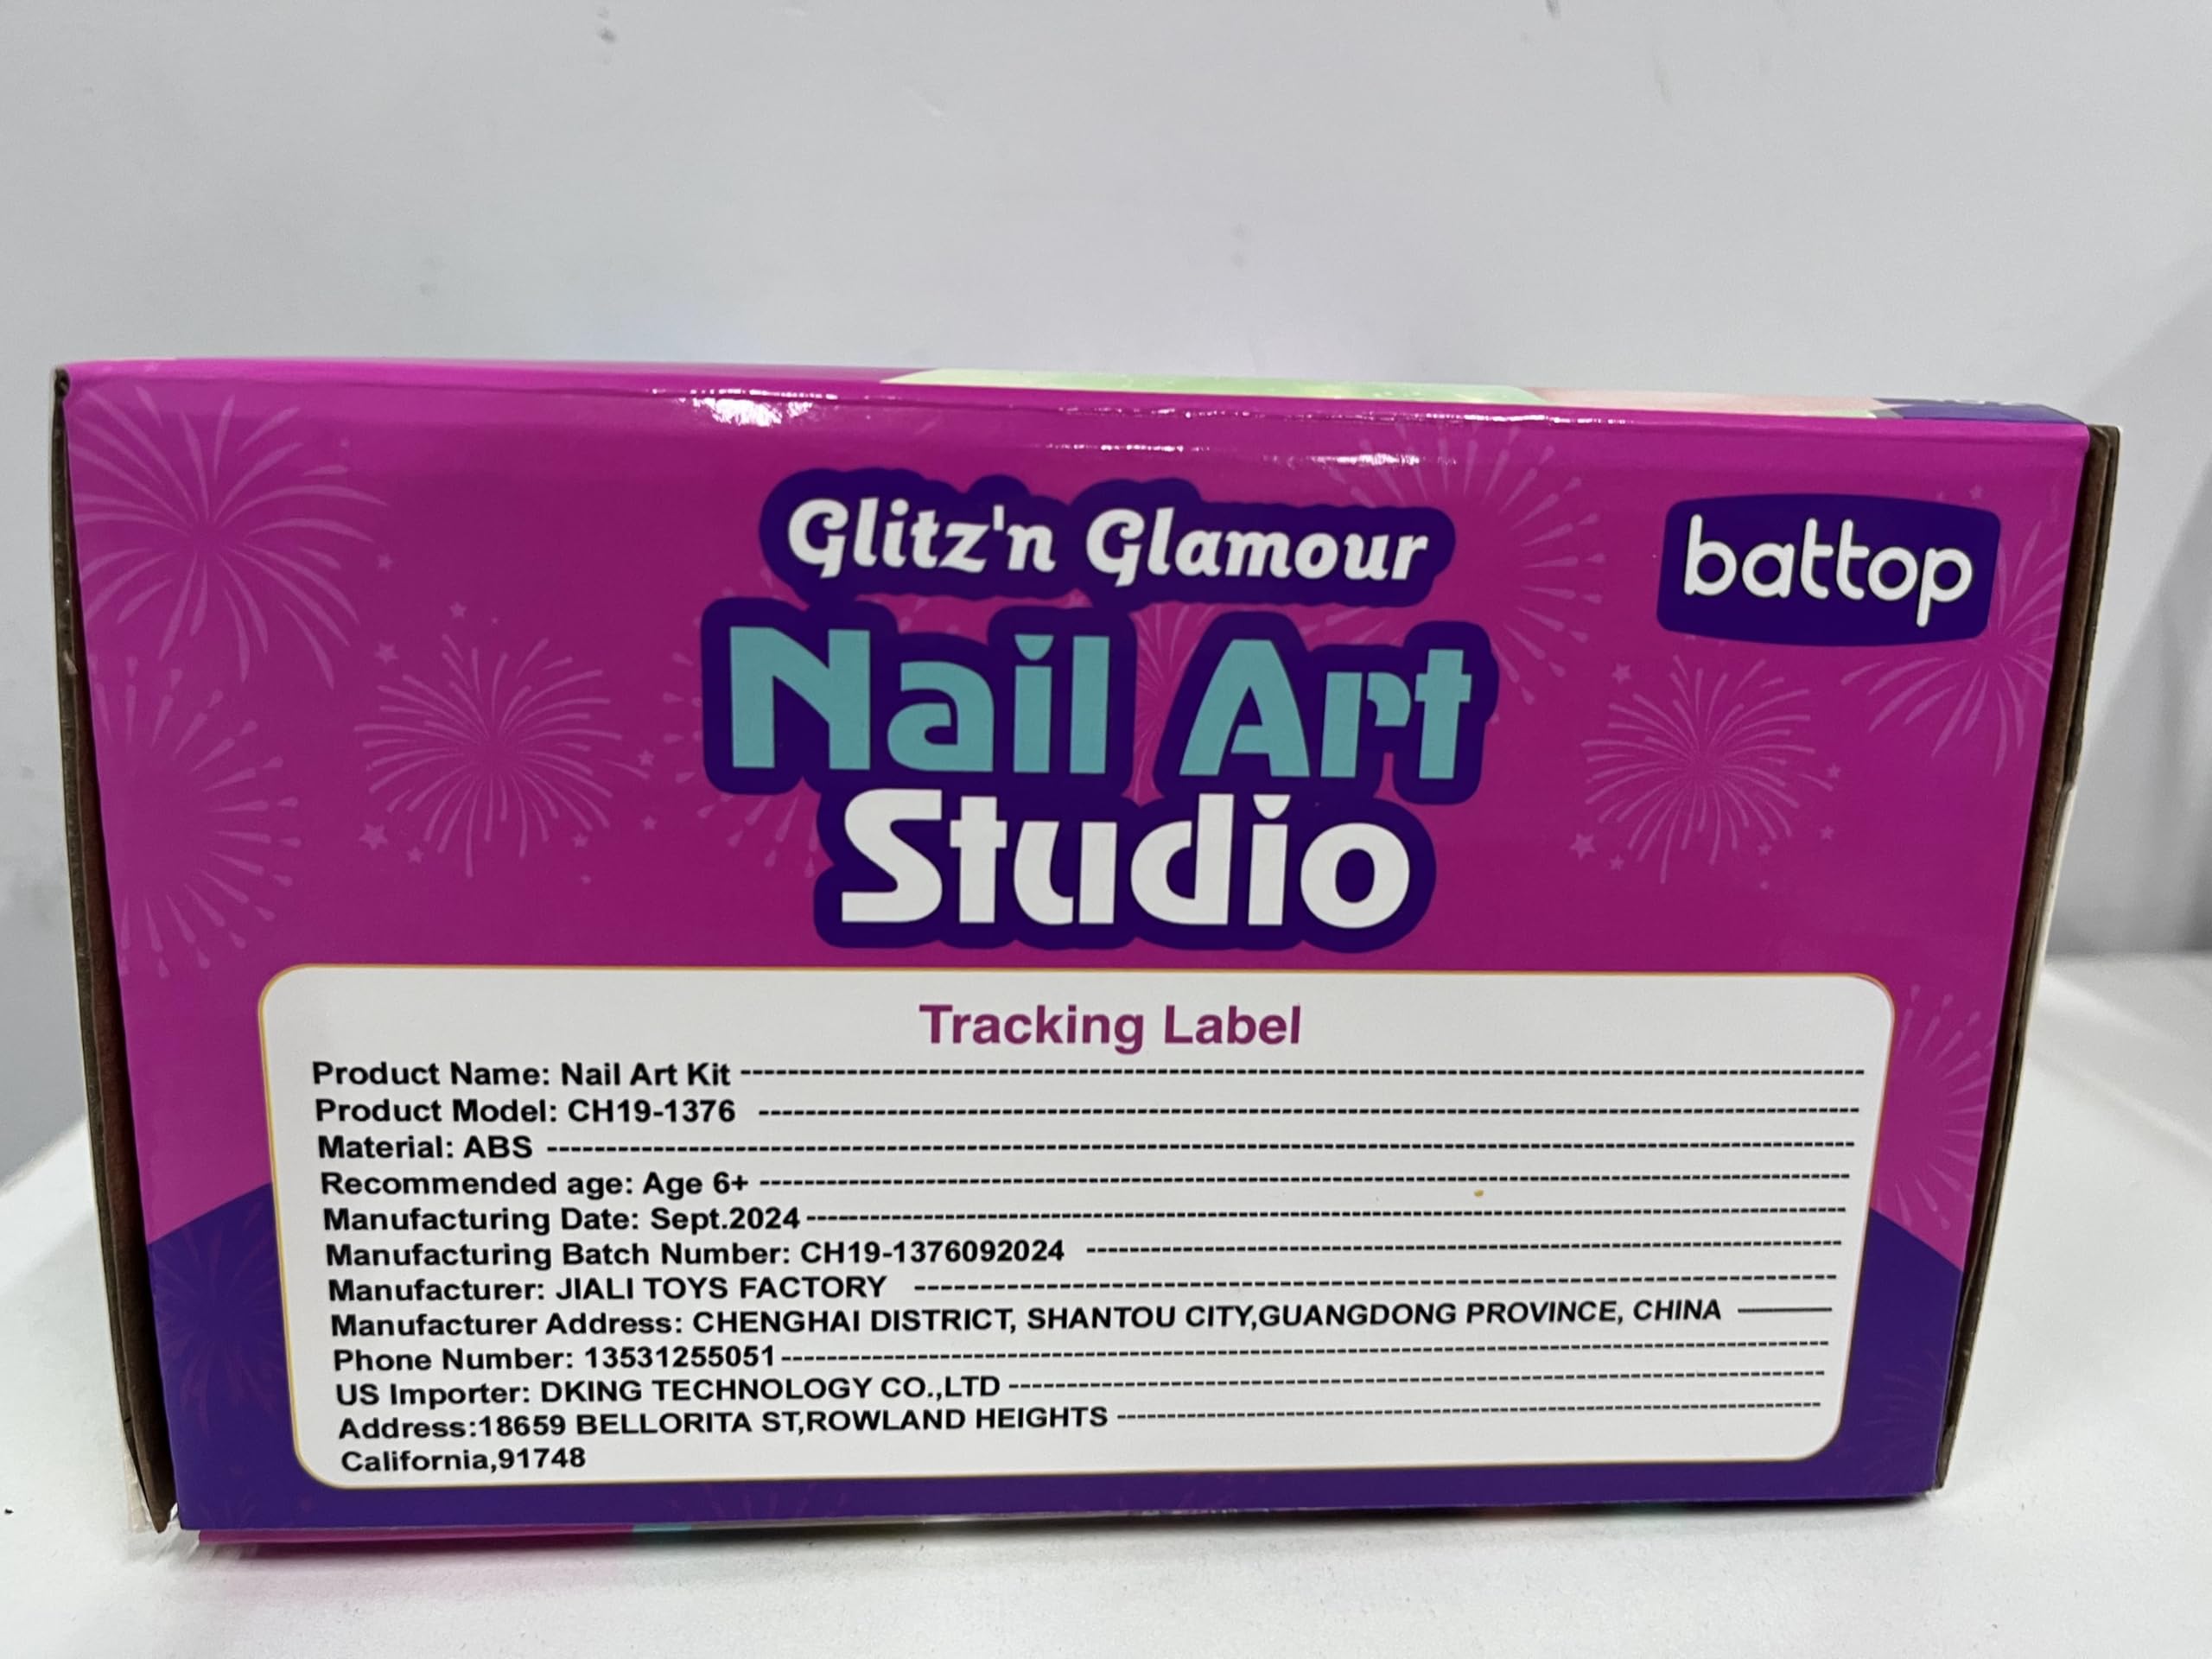 Glitz'n Glamour
battop
Nail Art
Studio
Tracking Label
Product Name: Nail Art Kit
Product Model: CH19-1376
Material: ABS
Recommended age: Age 6+
Manufacturing Date: Sept.2024
Manufacturing Batch Number: CH19-1376092024
Manufacturer: JIALI TOYS FACTORY
Manufacturer Address: CHENGHAI DISTRICT, SHANTOU CITY,GUANGDONG PROVINCE, CHINA
Phone Number: 13531255051
US Importer: DKING TECHNOLOGY CO.,LTD
Address:18659 BELLORITA ST,ROWLAND HEIGHTS
California,91748